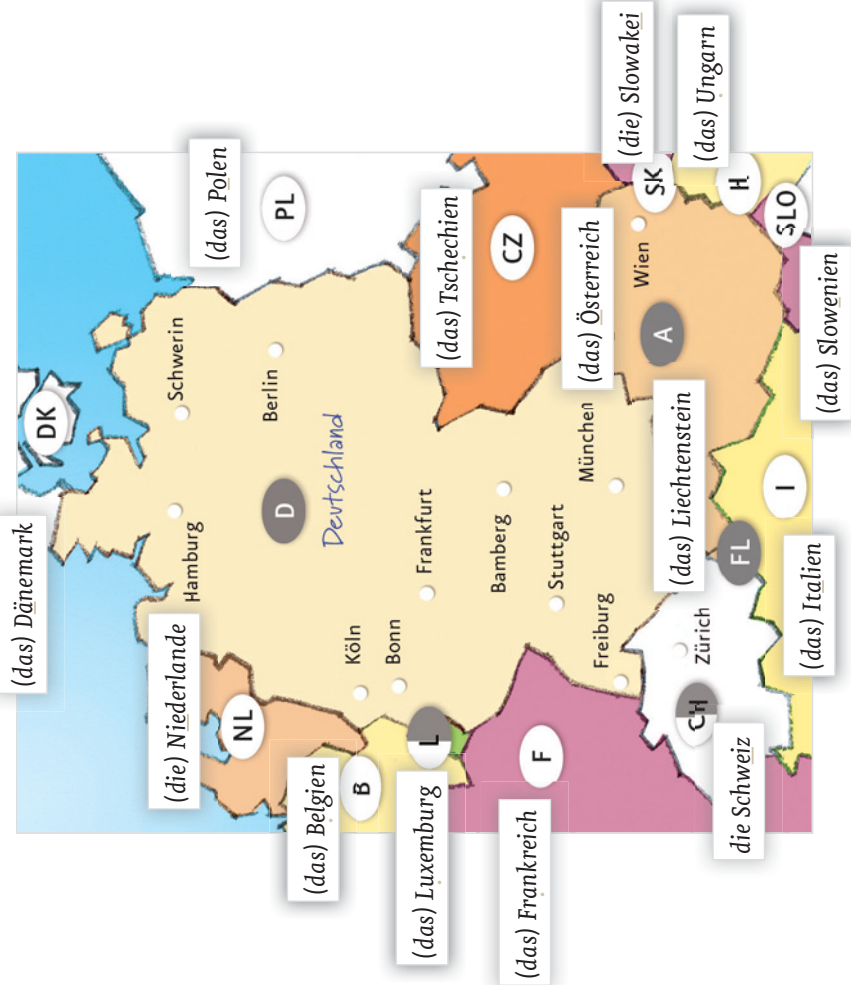 (das) Dänemark
DK
(die) Niederlande
NL
Hamburg
Schwerin
(das) Polen
PL
Berlin
D
Deutschland
(das) Belgien
B
Köln
Bonn
(das) Luxemburg
L
Frankfurt
(das) Tschechien
CZ
Bamberg
(das) Frankreich
F
Stuttgart
Freiburg
München
(das) Österreich
A
Wien
(die) Slowakei
SK
(das) Ungarn
H
SLO
(das) Slowenien
(das) Liechtenstein
FL
Zürich
CH
die Schweiz
I
(das) Italien